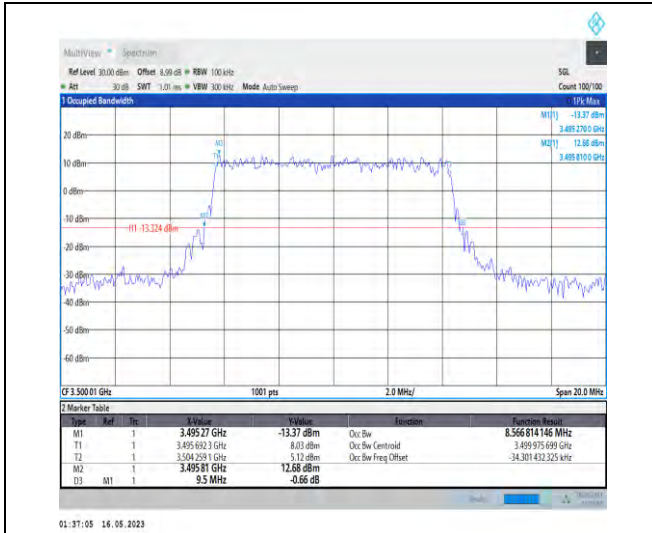 MultiView Spectrum
Ref Level 30.00 dBm Offset 8.99 dB RBW 100 kHz SGL
Att 30 dB SWT 1.01 ms VBW 300 kHz Mode Auto Sweep Count 100/100
1 Occupied Bandwidth 1Pk Max
M1[1] -13.37 dBm
3.495 270 0 GHz
M2[1] 12.68 dBm
3.495 810 0 GHz
20 dBm
M2
10 dBm
0 dBm
-10 dBm
H1 -13.324 dBm
-20 dBm
-30 dBm
-40 dBm
-50 dBm
-60 dBm
CF 3.500 01 GHz 1001 pts 2.0 MHz/ Span 20.0 MHz
2 Marker Table
Type Ref Trc X-Value Y-Value Function Function Result
M1 1 3.495 27 GHz -13.37 dBm Occ Bw 8.566 814 146 MHz
T1 1 3.495 692 3 GHz 8.03 dBm Occ Bw Centroid 3.499 975 699 GHz
T2 1 3.504 259 1 GHz 5.12 dBm Occ Bw Freq Offset -34.301 432 325 kHz
M2 1 3.495 81 GHz 12.68 dBm
D3 M1 1 9.5 MHz -0.66 dB
01:37:05 16.05.2023